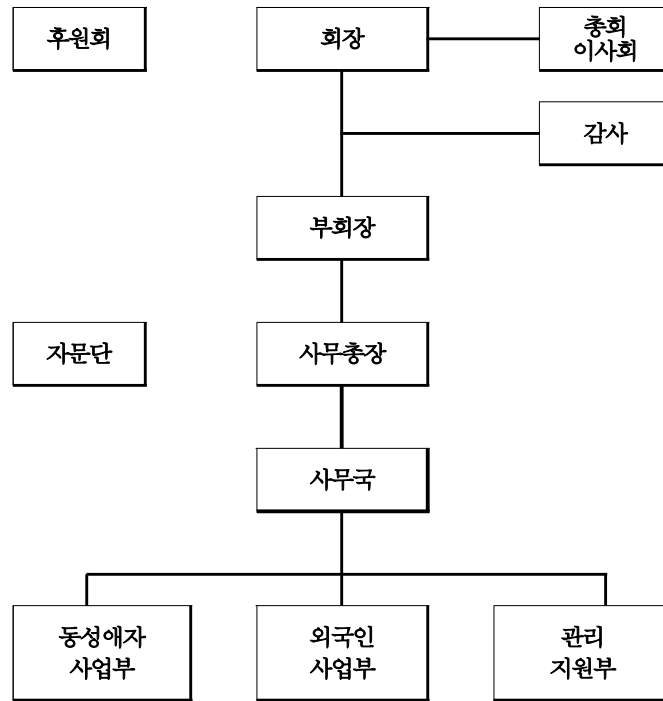 후원회
회장
총회
이사회
감사
부회장
자문단
사무총장
사무국
동성애자
사업부
외국인
사업부
관리
지원부